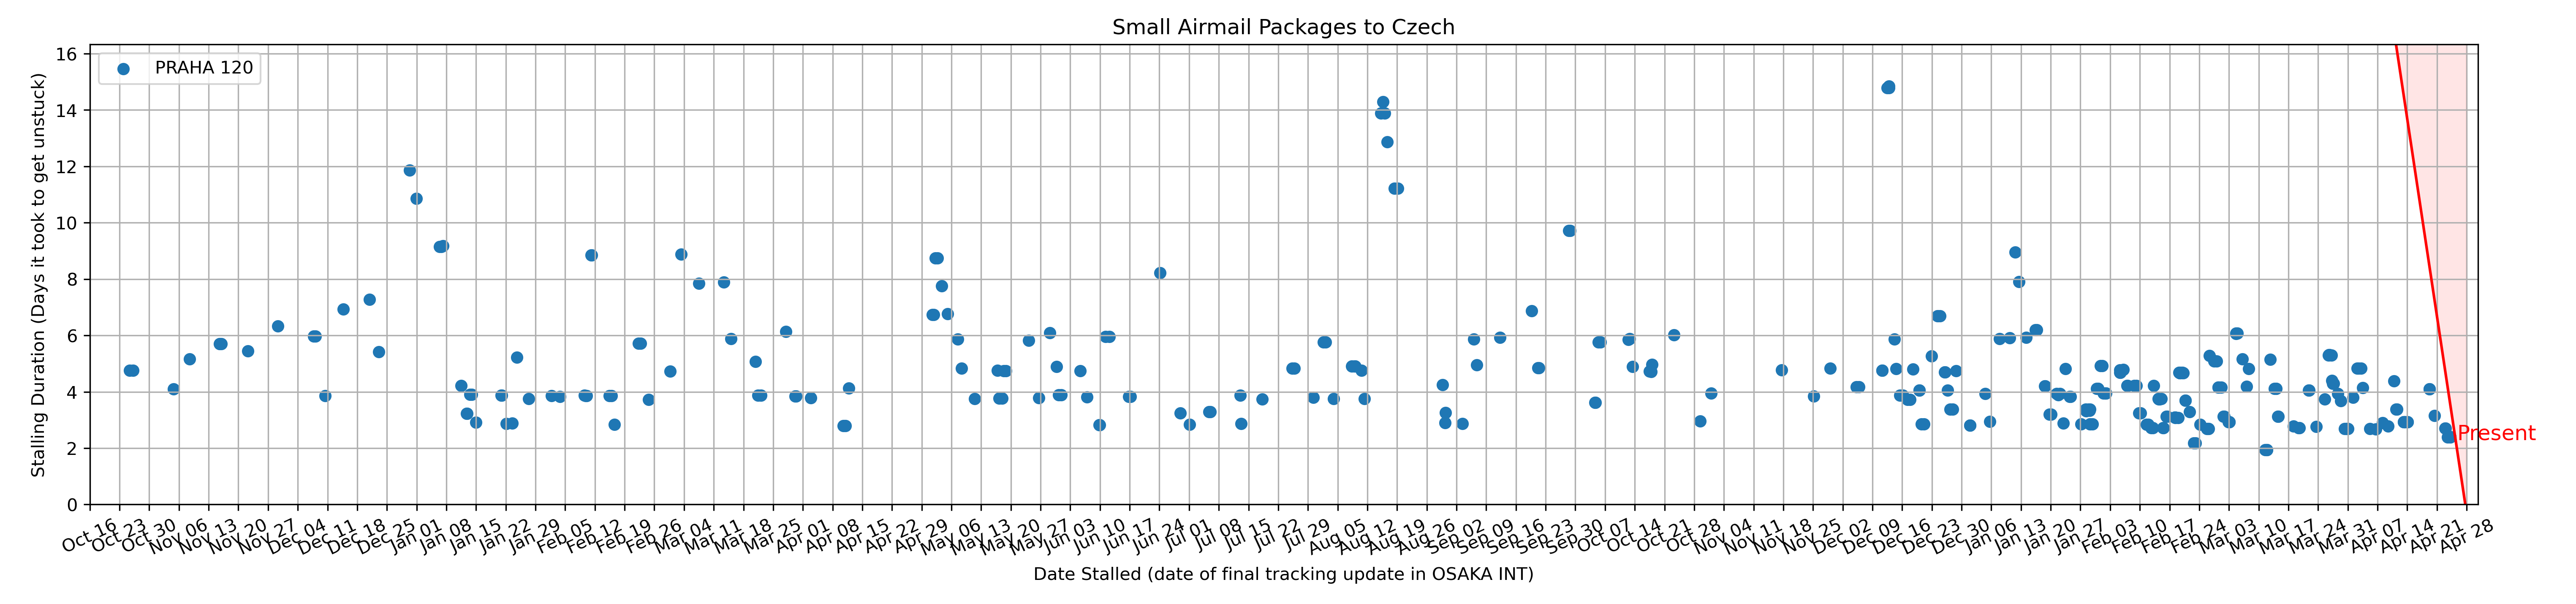 Small Airmail Packages to Czech
PRAHA 120
Stalling Duration (Days it took to get unstuck)
16
14
12
10
8
6
4
2
0
Present
Oct 16 Oct 23 Oct 30 Nov 06 Nov 13 Nov 20 Nov 27 Dec 04 Dec 11 Dec 18 Dec 25 Jan 01 Jan 08 Jan 15 Jan 22 Jan 29 Feb 05 Feb 12 Feb 19 Feb 26 Mar 04 Mar 11 Mar 18 Mar 25 Apr 01 Apr 08 Apr 15 Apr 22 Apr 29 May 06 May 13 May 20 May 27 Jun 03 Jun 10 Jun 17 Jun 24 Jul 01 Jul 08 Jul 15 Jul 22 Jul 29 Aug 05 Aug 12 Aug 19 Aug 26 Sep 02 Sep 09 Sep 16 Sep 23 Sep 30 Oct 07 Oct 14 Oct 21 Oct 28 Nov 04 Nov 11 Nov 18 Nov 25 Dec 02 Dec 09 Dec 16 Dec 23 Dec 30 Jan 06 Jan 13 Jan 20 Jan 27 Feb 03 Feb 10 Feb 17 Feb 24 Mar 03 Mar 10 Mar 17 Mar 24 Mar 31 Apr 07 Apr 14 Apr 21 Apr 28
Date Stalled (date of final tracking update in OSAKA INT)